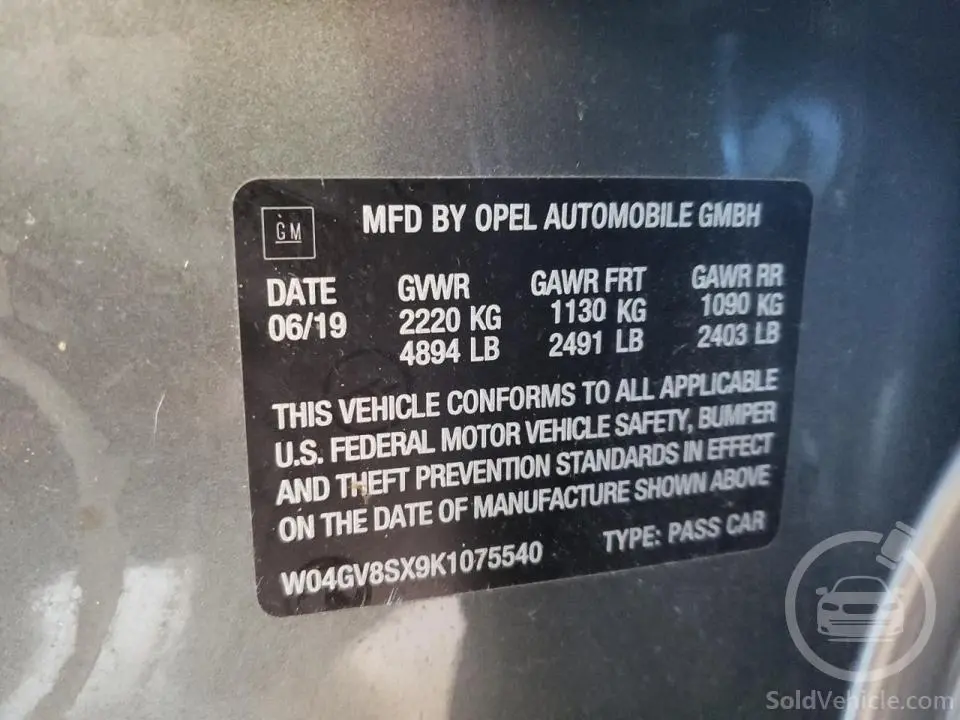 GM
MFD BY OPEL AUTOMOBILE GMBH
DATE GVWR GAWR FRT GAWR RR
06/19 2220 KG 1130 KG 1090 KG
4894 LB 2491 LB 2403 LB
THIS VEHICLE CONFORMS TO ALL APPLICABLE
U.S. FEDERAL MOTOR VEHICLE SAFETY, BUMPER
AND THEFT PREVENTION STANDARDS IN EFFECT
ON THE DATE OF MANUFACTURE SHOWN ABOVE
W04GV8SX9K1075540 TYPE: PASS CAR
SoldVehicle.com